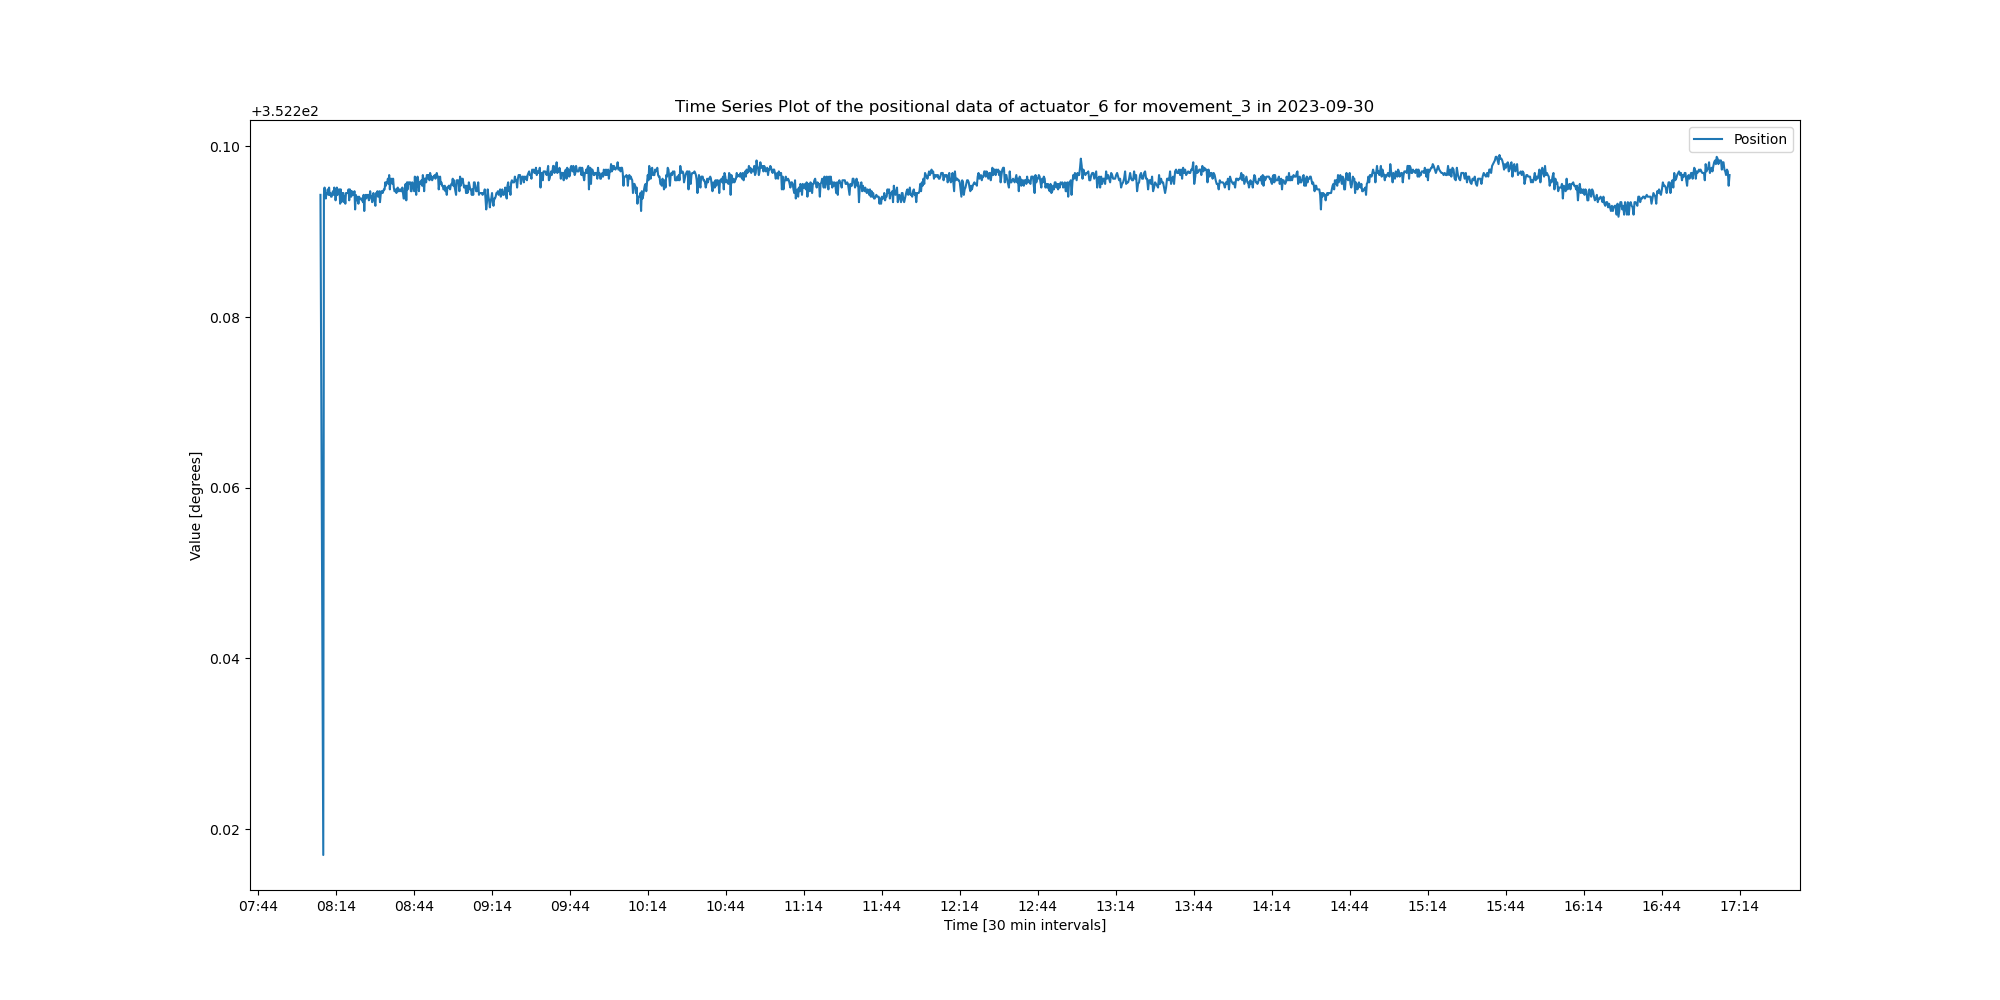 Time Series Plot of the positional data of actuator_6 for movement_3 in 2023-09-30
+3.522e2
Position
0.10
0.08
0.06
0.04
0.02
Value [degrees]
07:44 08:14 08:44 09:14 09:44 10:14 10:44 11:14 11:44 12:14 12:44 13:14 13:44 14:14 14:44 15:14 15:44 16:14 16:44 17:14
Time [30 min intervals]